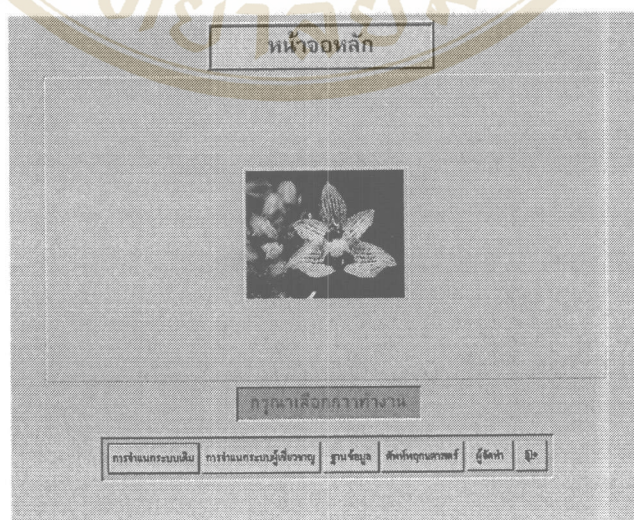 หน้าจอหลัก
กรุณาเลือกการทำงาน
การจำแนกระบบเดิม การจำแนกระบบผู้เชี่ยวชาญ ฐานข้อมูล ศัพท์พฤกษศาสตร์ ผู้จัดทำ